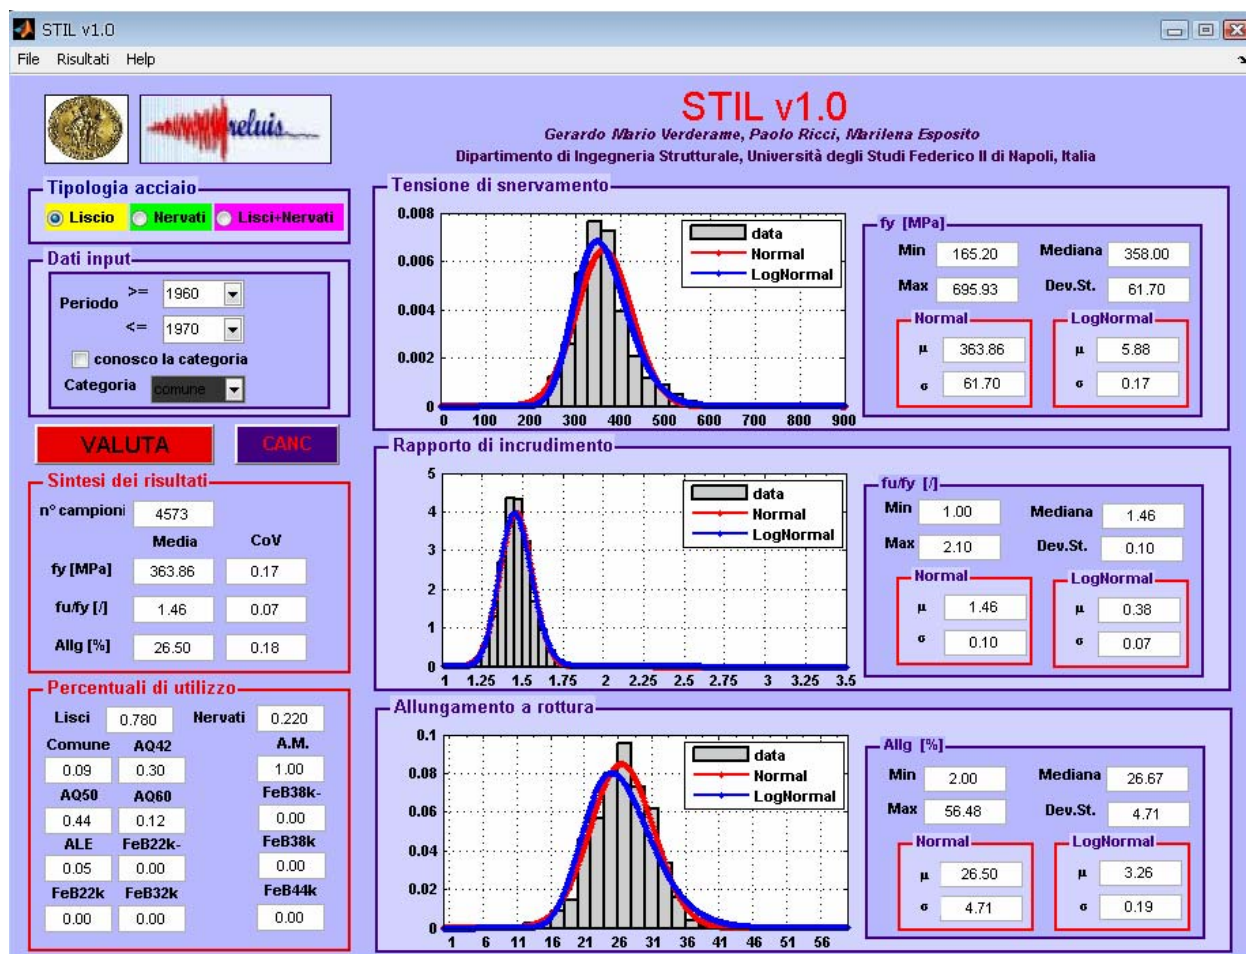 STIL v1.0
File Risultati Help
reluis
STIL v1.0
Gerardo Mario Verderame, Paolo Ricci, Marilena Esposito
Dipartimento di Ingegneria Strutturale, Università degli Studi Federico II di Napoli, Italia
Tipologia acciaio
Liscio Nervati Lisci+Nervati
Dati input
Periodo >= 1960
<= 1970
conosco la categoria
Categoria comune
VALUTA CANC
Sintesi dei risultati
n° campioni 4573
Media CoV
fy [MPa] 363.86 0.17
fu/fy [/] 1.46 0.07
Allg [%] 26.50 0.18
Percentuali di utilizzo
Lisci 0.780 Nervati 0.220
Comune AQ42 A.M.
0.09 0.30 1.00
AQ50 AQ60 FeB38k-
0.44 0.12 0.00
ALE FeB22k- FeB38k
0.05 0.00 0.00
FeB22k FeB32k FeB44k
0.00 0.00 0.00
Tensione di snervamento
0.008
0.006
0.004
0.002
0
0 100 200 300 400 500 600 700 800 900
data
Normal
LogNormal
fy [MPa]
Min 165.20 Mediana 358.00
Max 695.93 Dev.St. 61.70
Normal LogNormal
μ 363.86 μ 5.88
σ 61.70 σ 0.17
Rapporto di incrudimento
5
4
3
2
1
0
1 1.25 1.5 1.75 2 2.25 2.5 2.75 3 3.25 3.5
data
Normal
LogNormal
fu/fy [/]
Min 1.00 Mediana 1.46
Max 2.10 Dev.St. 0.10
Normal LogNormal
μ 1.46 μ 0.38
σ 0.10 σ 0.07
Allungamento a rottura
0.1
0.08
0.06
0.04
0.02
0
1 6 11 16 21 26 31 36 41 46 51 56
data
Normal
LogNormal
Allg [%]
Min 2.00 Mediana 26.67
Max 56.48 Dev.St. 4.71
Normal LogNormal
μ 26.50 μ 3.26
σ 4.71 σ 0.19